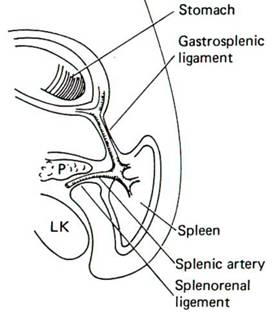 Stomach
Gastrosplenic
ligament
P
LK
Spleen
Splenic artery
Splenorenal
ligement